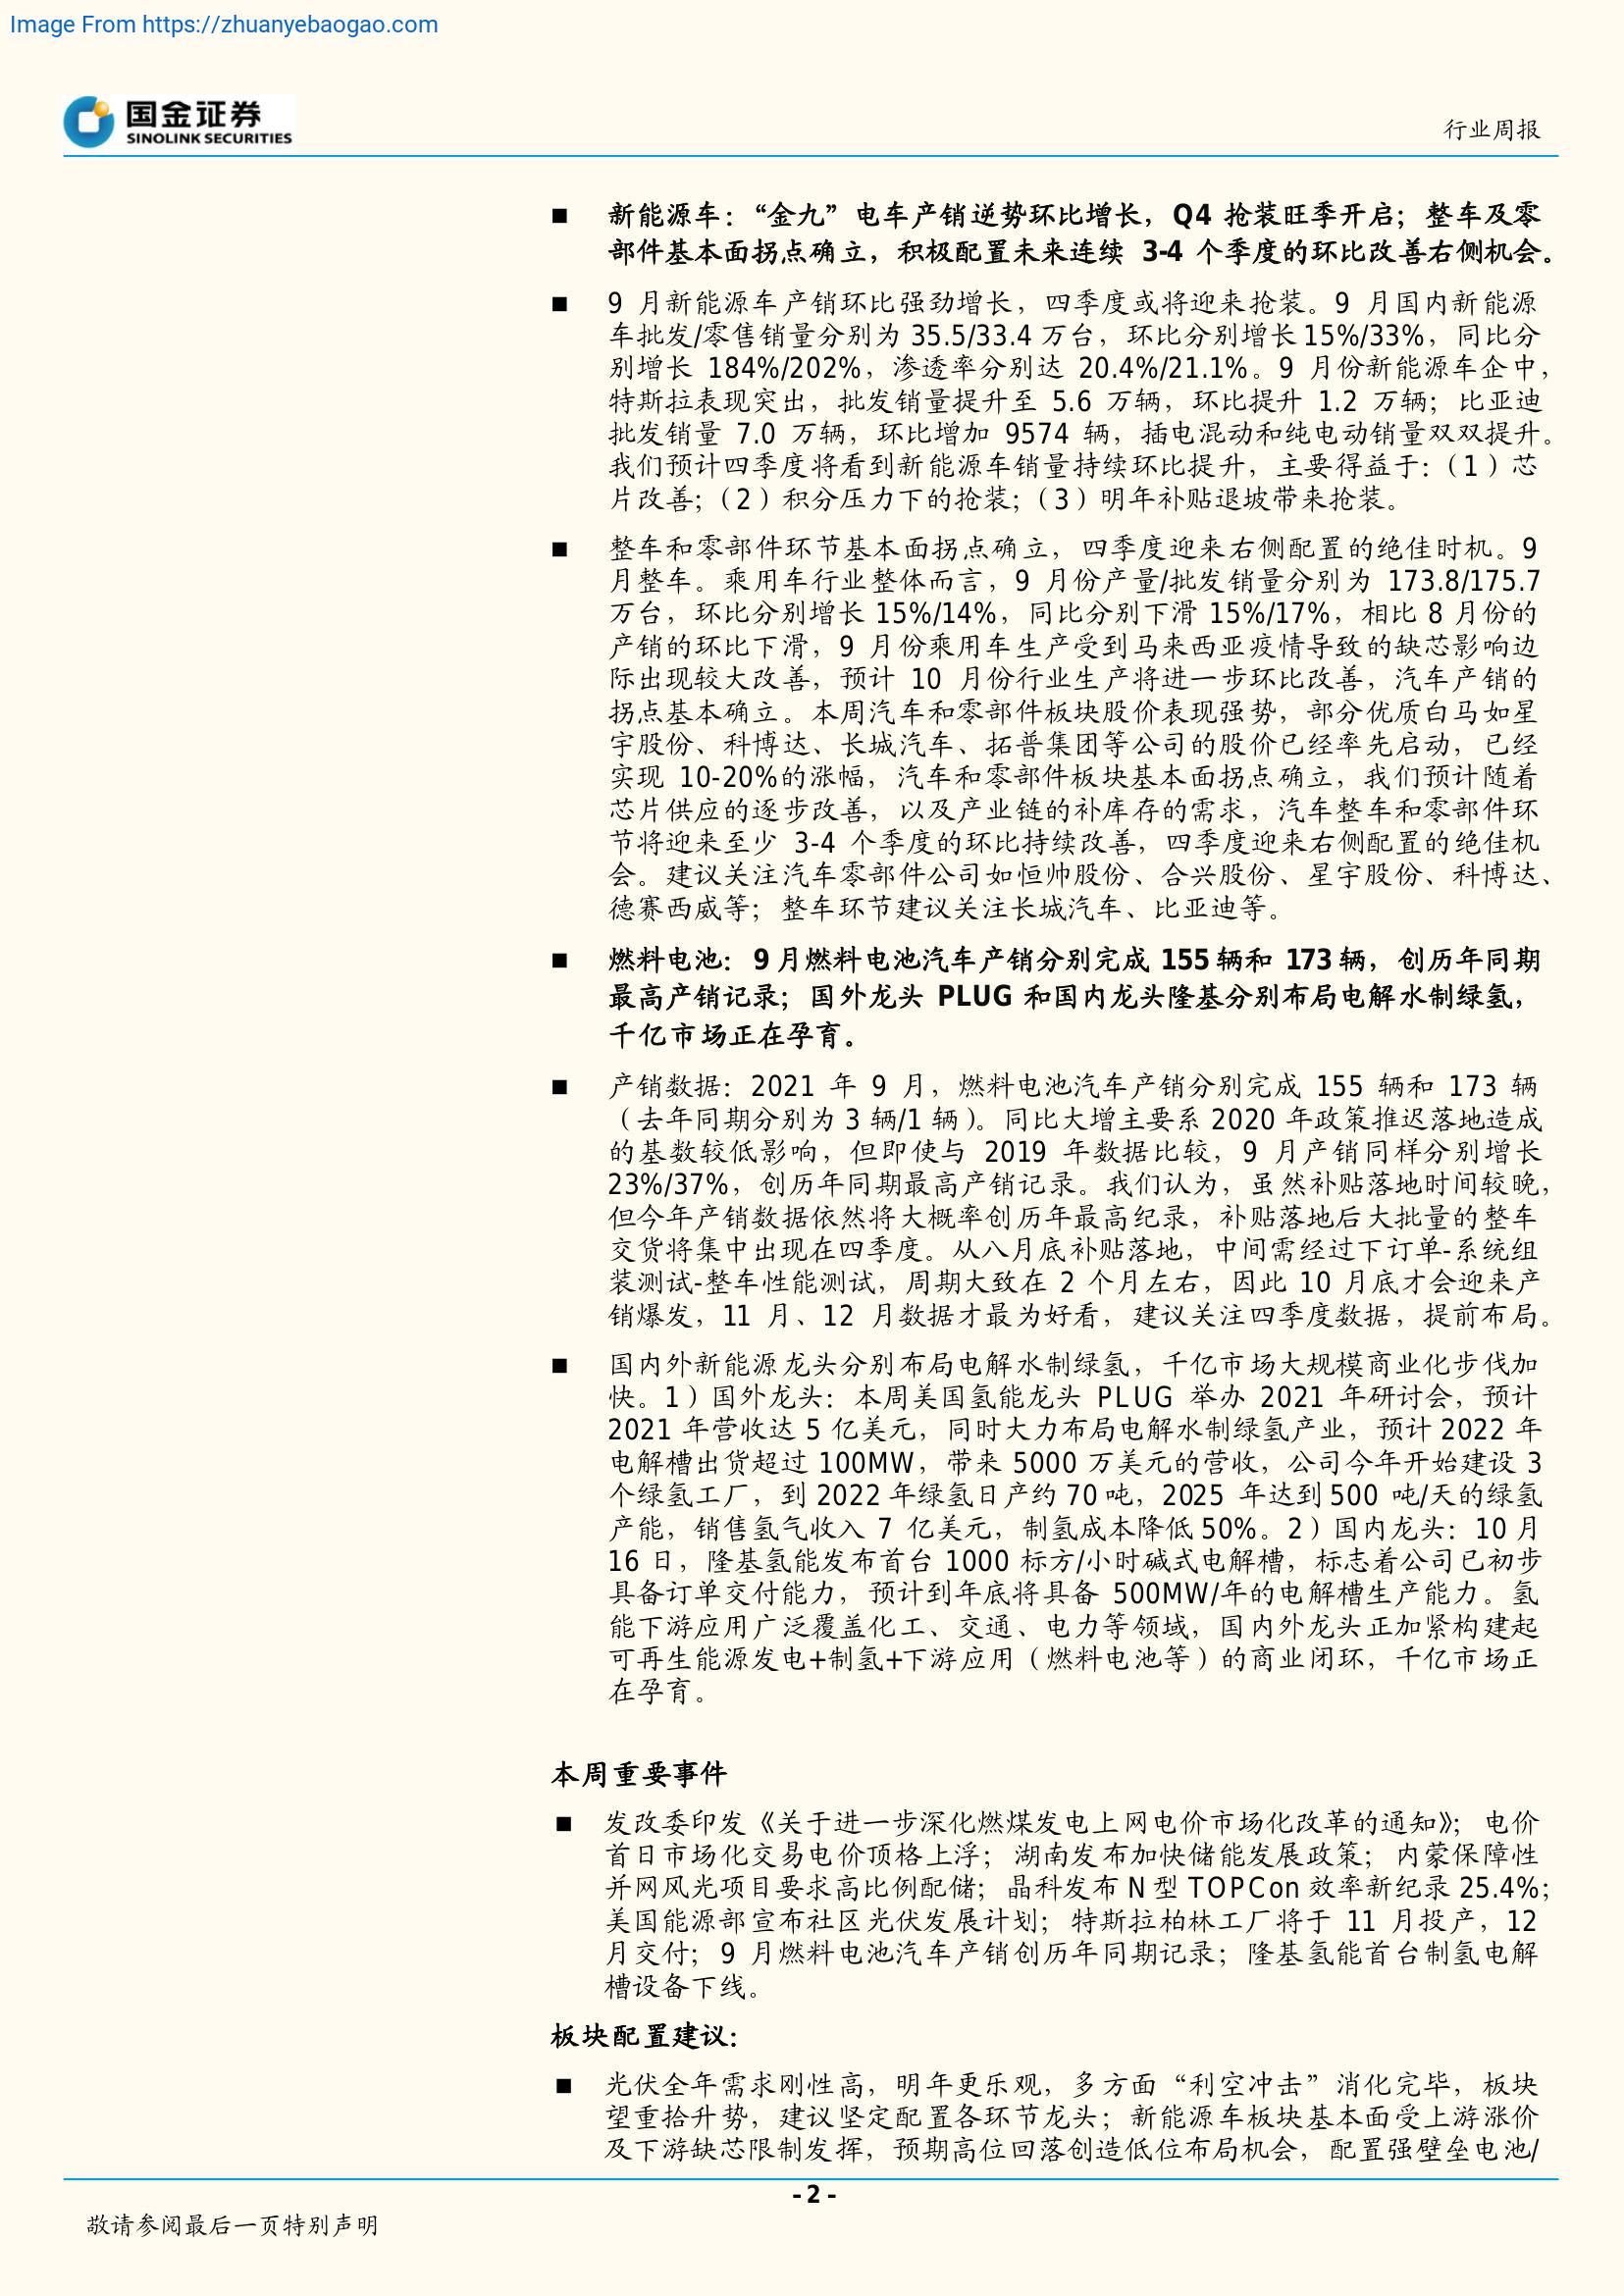 Image From https://zhuanyebaogao.com
国金证券
SINOLINK SECURITIES
行业周报
■ 新能源车：“金九”电车产销逆势环比增长，Q4 抢装旺季开启；整车及零
部件基本面拐点确立，积极配置未来连续 3-4 个季度的环比改善右侧机会。
■ 9 月新能源车产销环比强劲增长，四季度或将迎来抢装。9 月国内新能源
车批发/零售销量分别为 35.5/33.4 万台，环比分别增长 15%/33%，同比分
别增长 184%/202%，渗透率分别达 20.4%/21.1%。9 月份新能源车企中，
特斯拉表现突出，批发销量提升至 5.6 万辆，环比提升 1.2 万辆；比亚迪
批发销量 7.0 万辆，环比增加 9574 辆，插电混动和纯电动销量双双提升。
我们预计四季度将看到新能源车销量持续环比提升，主要得益于：（1）芯
片改善；（2）积分压力下的抢装；（3）明年补贴退坡带来抢装。
■ 整车和零部件环节基本面拐点确立，四季度迎来右侧配置的绝佳时机。9
月整车。乘用车行业整体而言，9 月份产量/批发销量分别为 173.8/175.7
万台，环比分别增长 15%/14%，同比分别下滑 15%/17%，相比 8 月份的
产销的环比下滑，9 月份乘用车生产受到马来西亚疫情导致的缺芯影响边
际出现较大改善，预计 10 月份行业生产将进一步环比改善，汽车产销的
拐点基本确立。本周汽车和零部件板块股价表现强势，部分优质白马如星
宇股份、科博达、长城汽车、拓普集团等公司的股价已经率先启动，已经
实现 10-20%的涨幅，汽车和零部件板块基本面拐点确立，我们预计随着
芯片供应的逐步改善，以及产业链的补库存的需求，汽车整车和零部件环
节将迎来至少 3-4 个季度的环比持续改善，四季度迎来右侧配置的绝佳机
会。建议关注汽车零部件公司如恒帅股份、合兴股份、星宇股份、科博达、
德赛西威等；整车环节建议关注长城汽车、比亚迪等。
■ 燃料电池：9 月燃料电池汽车产销分别完成 155 辆和 173 辆，创历年同期
最高产销记录；国外龙头 PLUG 和国内龙头隆基分别布局电解水制绿氢，
千亿市场正在孕育。
■ 产销数据：2021 年 9 月，燃料电池汽车产销分别完成 155 辆和 173 辆
（去年同期分别为 3 辆/1 辆）。同比大增主要系 2020 年政策推迟落地造成
的基数较低影响，但即使与 2019 年数据比较，9 月产销同样分别增长
23%/37%，创历年同期最高产销记录。我们认为，虽然补贴落地时间较晚，
但今年产销数据依然将大概率创历年最高纪录，补贴落地后大批量的整车
交货将集中出现在四季度。从八月底补贴落地，中间需经过下订单-系统组
装测试-整车性能测试，周期大致在 2 个月左右，因此 10 月底才会迎来产
销爆发，11 月、12 月数据才最为好看，建议关注四季度数据，提前布局。
■ 国内外新能源龙头分别布局电解水制绿氢，千亿市场大规模商业化步伐加
快。1）国外龙头：本周美国氢能龙头 PLUG 举办 2021 年研讨会，预计
2021 年营收达 5 亿美元，同时大力布局电解水制绿氢产业，预计 2022 年
电解槽出货超过 100MW，带来 5000 万美元的营收，公司今年开始建设 3
个绿氢工厂，到 2022 年绿氢日产约 70 吨，2025 年达到 500 吨/天的绿氢
产能，销售氢气收入 7 亿美元，制氢成本降低 50%。2）国内龙头：10 月
16 日，隆基氢能发布首台 1000 标方/小时碱式电解槽，标志着公司已初步
具备订单交付能力，预计到年底将具备 500MW/年的电解槽生产能力。氢
能下游应用广泛覆盖化工、交通、电力等领域，国内外龙头正加紧构建起
可再生能源发电+制氢+下游应用（燃料电池等）的商业闭环，千亿市场正
在孕育。
本周重要事件
■ 发改委印发《关于进一步深化燃煤发电上网电价市场化改革的通知》；电价
首日市场化交易电价顶格上浮；湖南发布加快储能发展政策；内蒙保障性
并网风光项目要求高比例配储；晶科发布 N 型 TOPCon 效率新纪录 25.4%；
美国能源部宣布社区光伏发展计划；特斯拉柏林工厂将于 11 月投产，12
月交付；9 月燃料电池汽车产销创历年同期记录；隆基氢能首台制氢电解
槽设备下线。
板块配置建议：
■ 光伏全年需求刚性高，明年更乐观，多方面“利空冲击”消化完毕，板块
望重拾升势，建议坚定配置各环节龙头；新能源车板块基本面受上游涨价
及下游缺芯限制发挥，预期高位回落创造低位布局机会，配置强壁垒电池/
- 2 -
敬请参阅最后一页特别声明